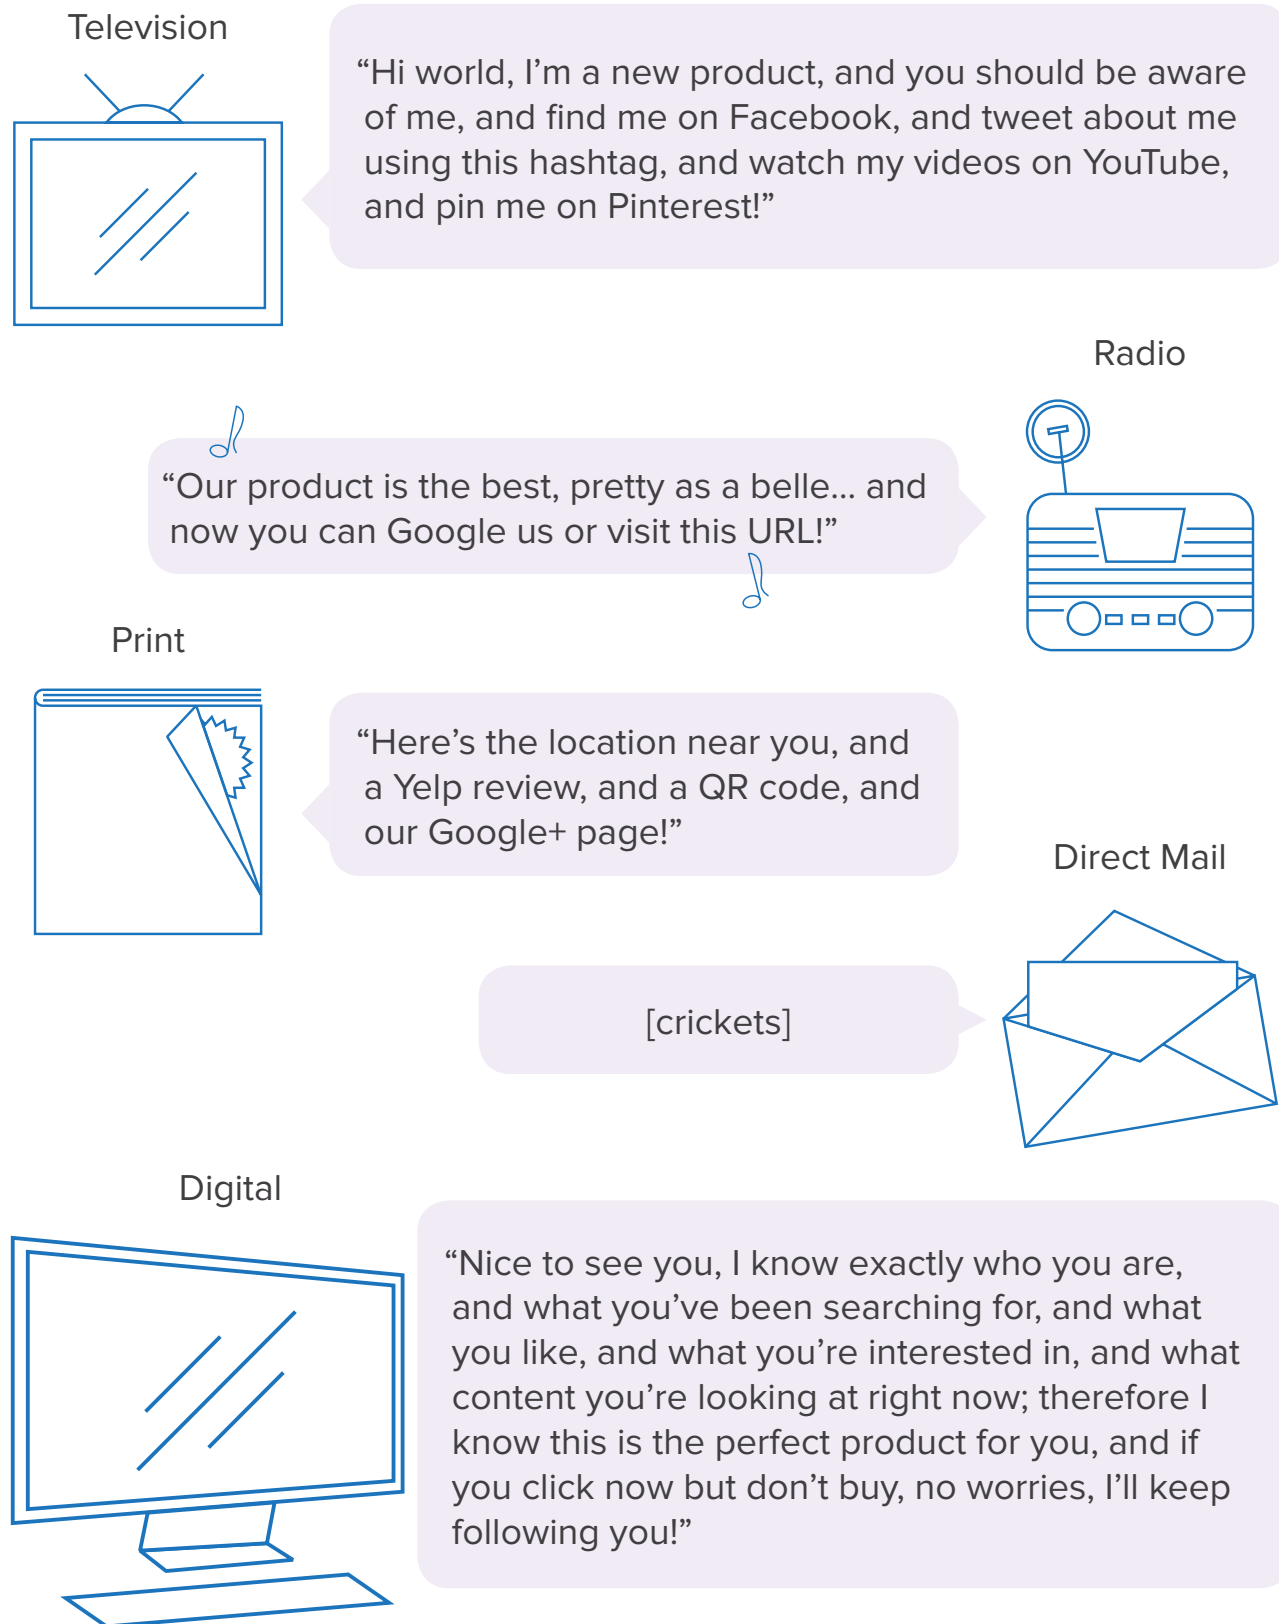 Television
“Hi world, I’m a new product, and you should be aware
of me, and find me on Facebook, and tweet about me
using this hashtag, and watch my videos on YouTube,
and pin me on Pinterest!”
Radio
“Our product is the best, pretty as a belle... and
now you can Google us or visit this URL!”
Print
“Here’s the location near you, and
a Yelp review, and a QR code, and
our Google+ page!”
Direct Mail
[crickets]
Digital
“Nice to see you, I know exactly who you are,
and what you’ve been searching for, and what
you like, and what you’re interested in, and what
content you’re looking at right now; therefore I
know this is the perfect product for you, and if
you click now but don’t buy, no worries, I’ll keep
following you!”